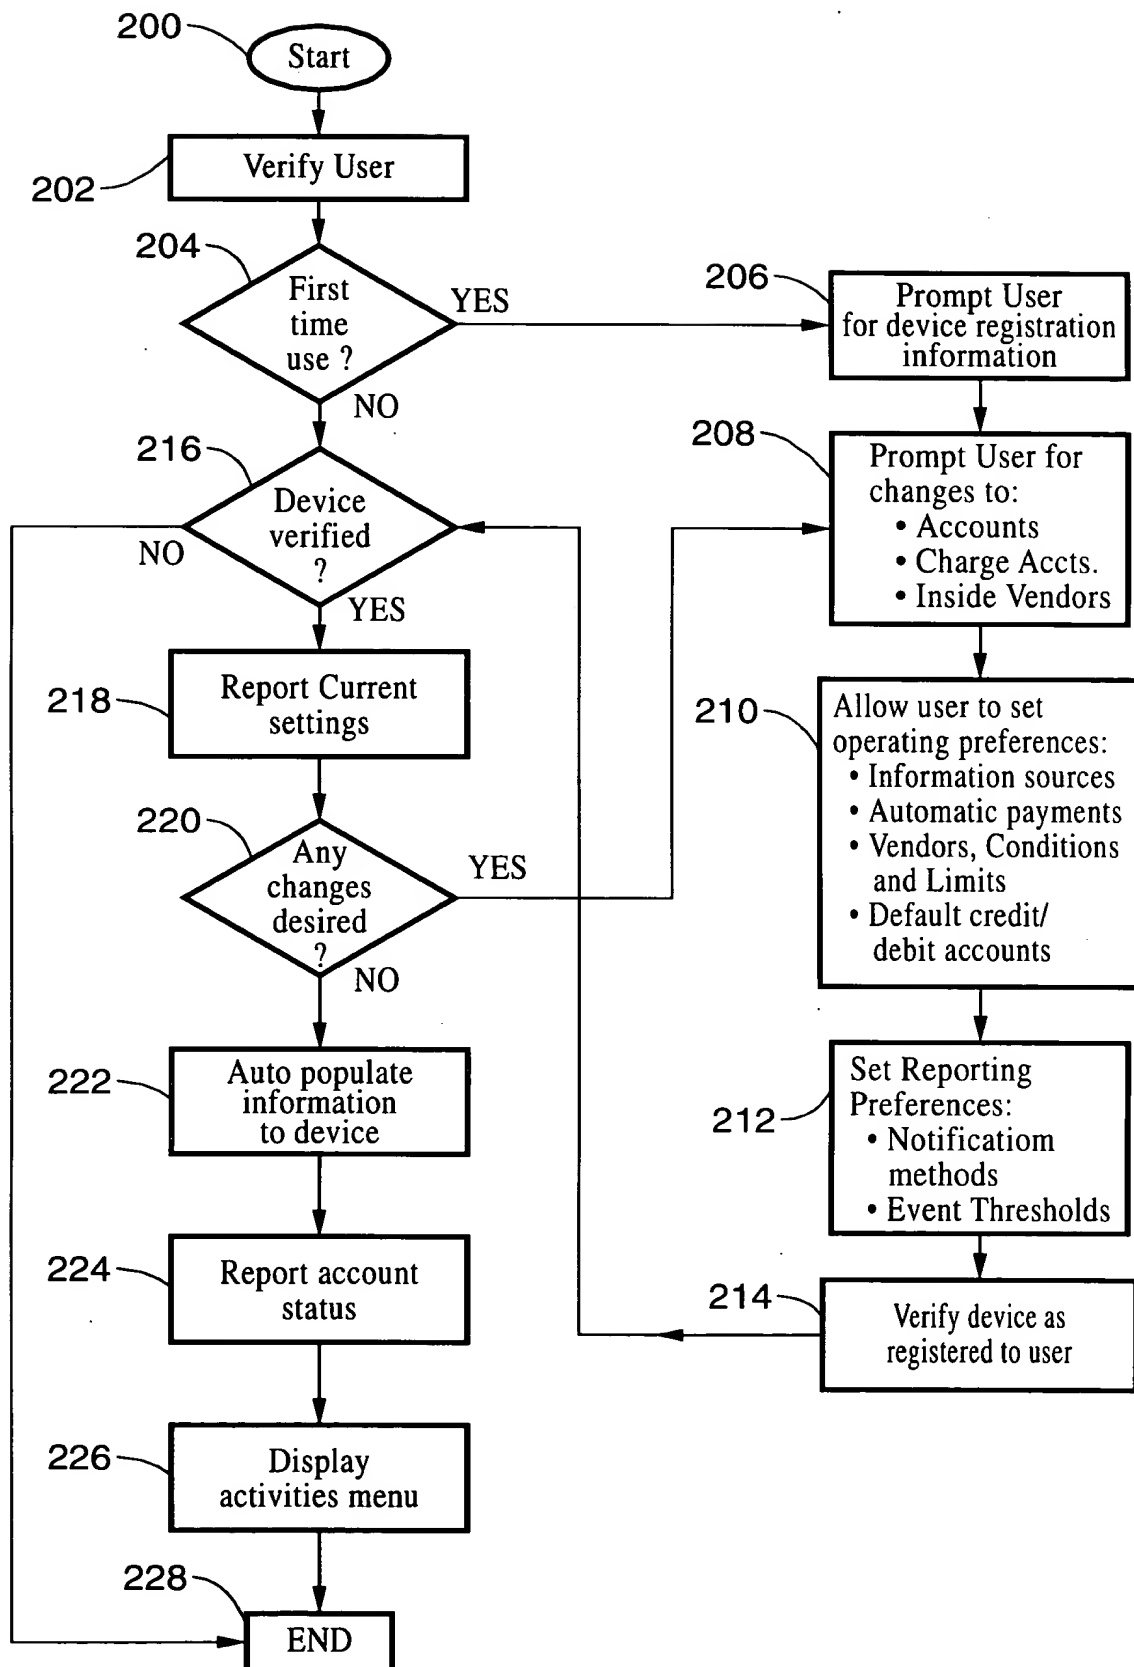 200
Start
202
Verify User
204
First
time
use ?
YES
NO
206
Prompt User
for device registration
information
208
Prompt User for
changes to:
• Accounts
• Charge Accts.
• Inside Vendors
210
Allow user to set
operating preferences:
• Information sources
• Automatic payments
• Vendors, Conditions
and Limits
• Default credit/
debit accounts
212
Set Reporting
Preferences:
• Notificatiom
methods
• Event Thresholds
214
Verify device as
registered to user
216
Device
verified
?
NO
YES
218
Report Current
settings
220
Any
changes
desired
?
YES
NO
222
Auto populate
information
to device
224
Report account
status
226
Display
activities menu
228
END